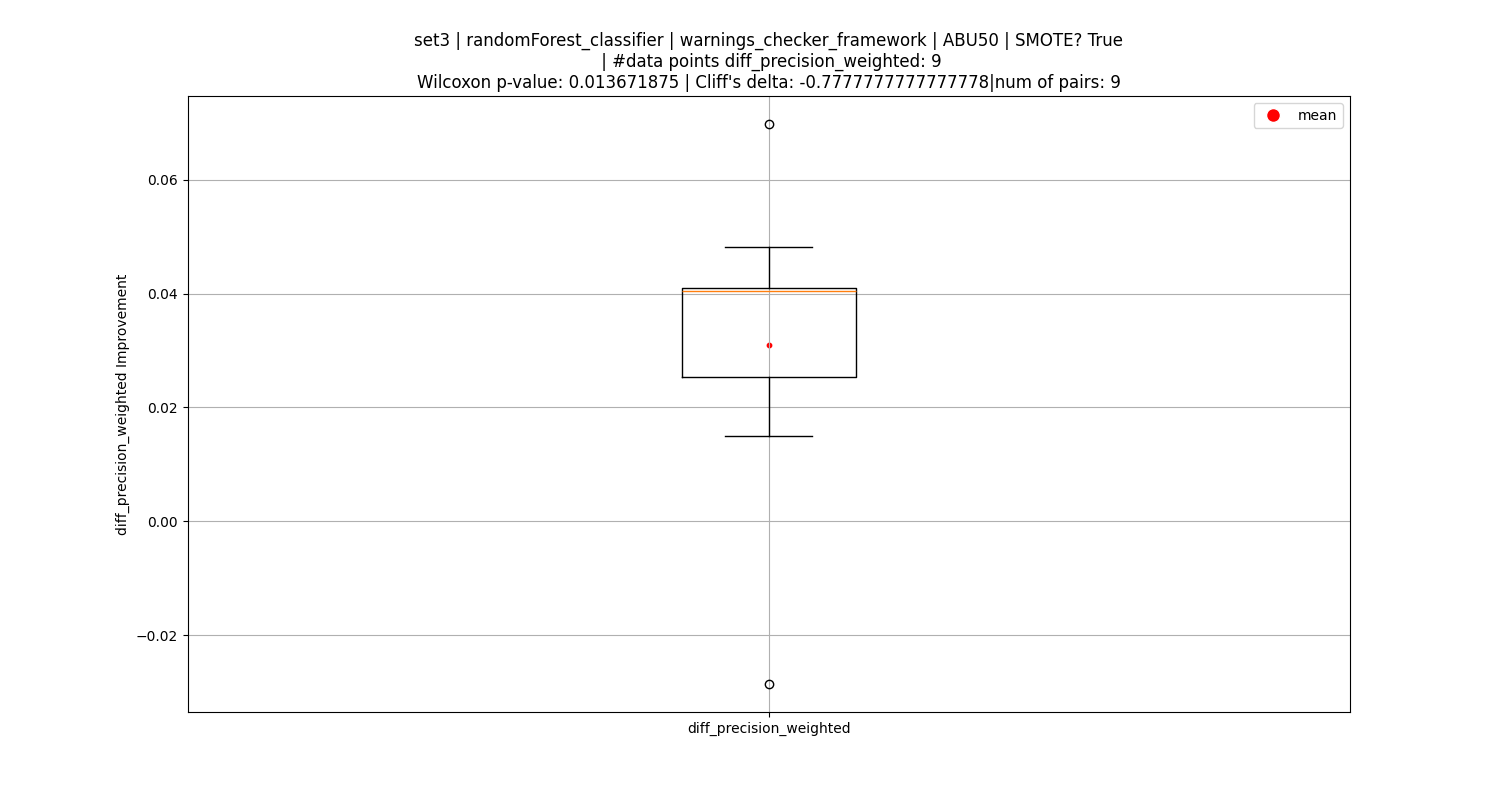 set3 | randomForest_classifier | warnings_checker_framework | ABU50 | SMOTE? True
| #data points diff_precision_weighted: 9
Wilcoxon p-value: 0.013671875 | Cliff's delta: -0.7777777777777778|num of pairs: 9
mean
0.06
0.04
0.02
0.00
−0.02
diff_precision_weighted Improvement
diff_precision_weighted